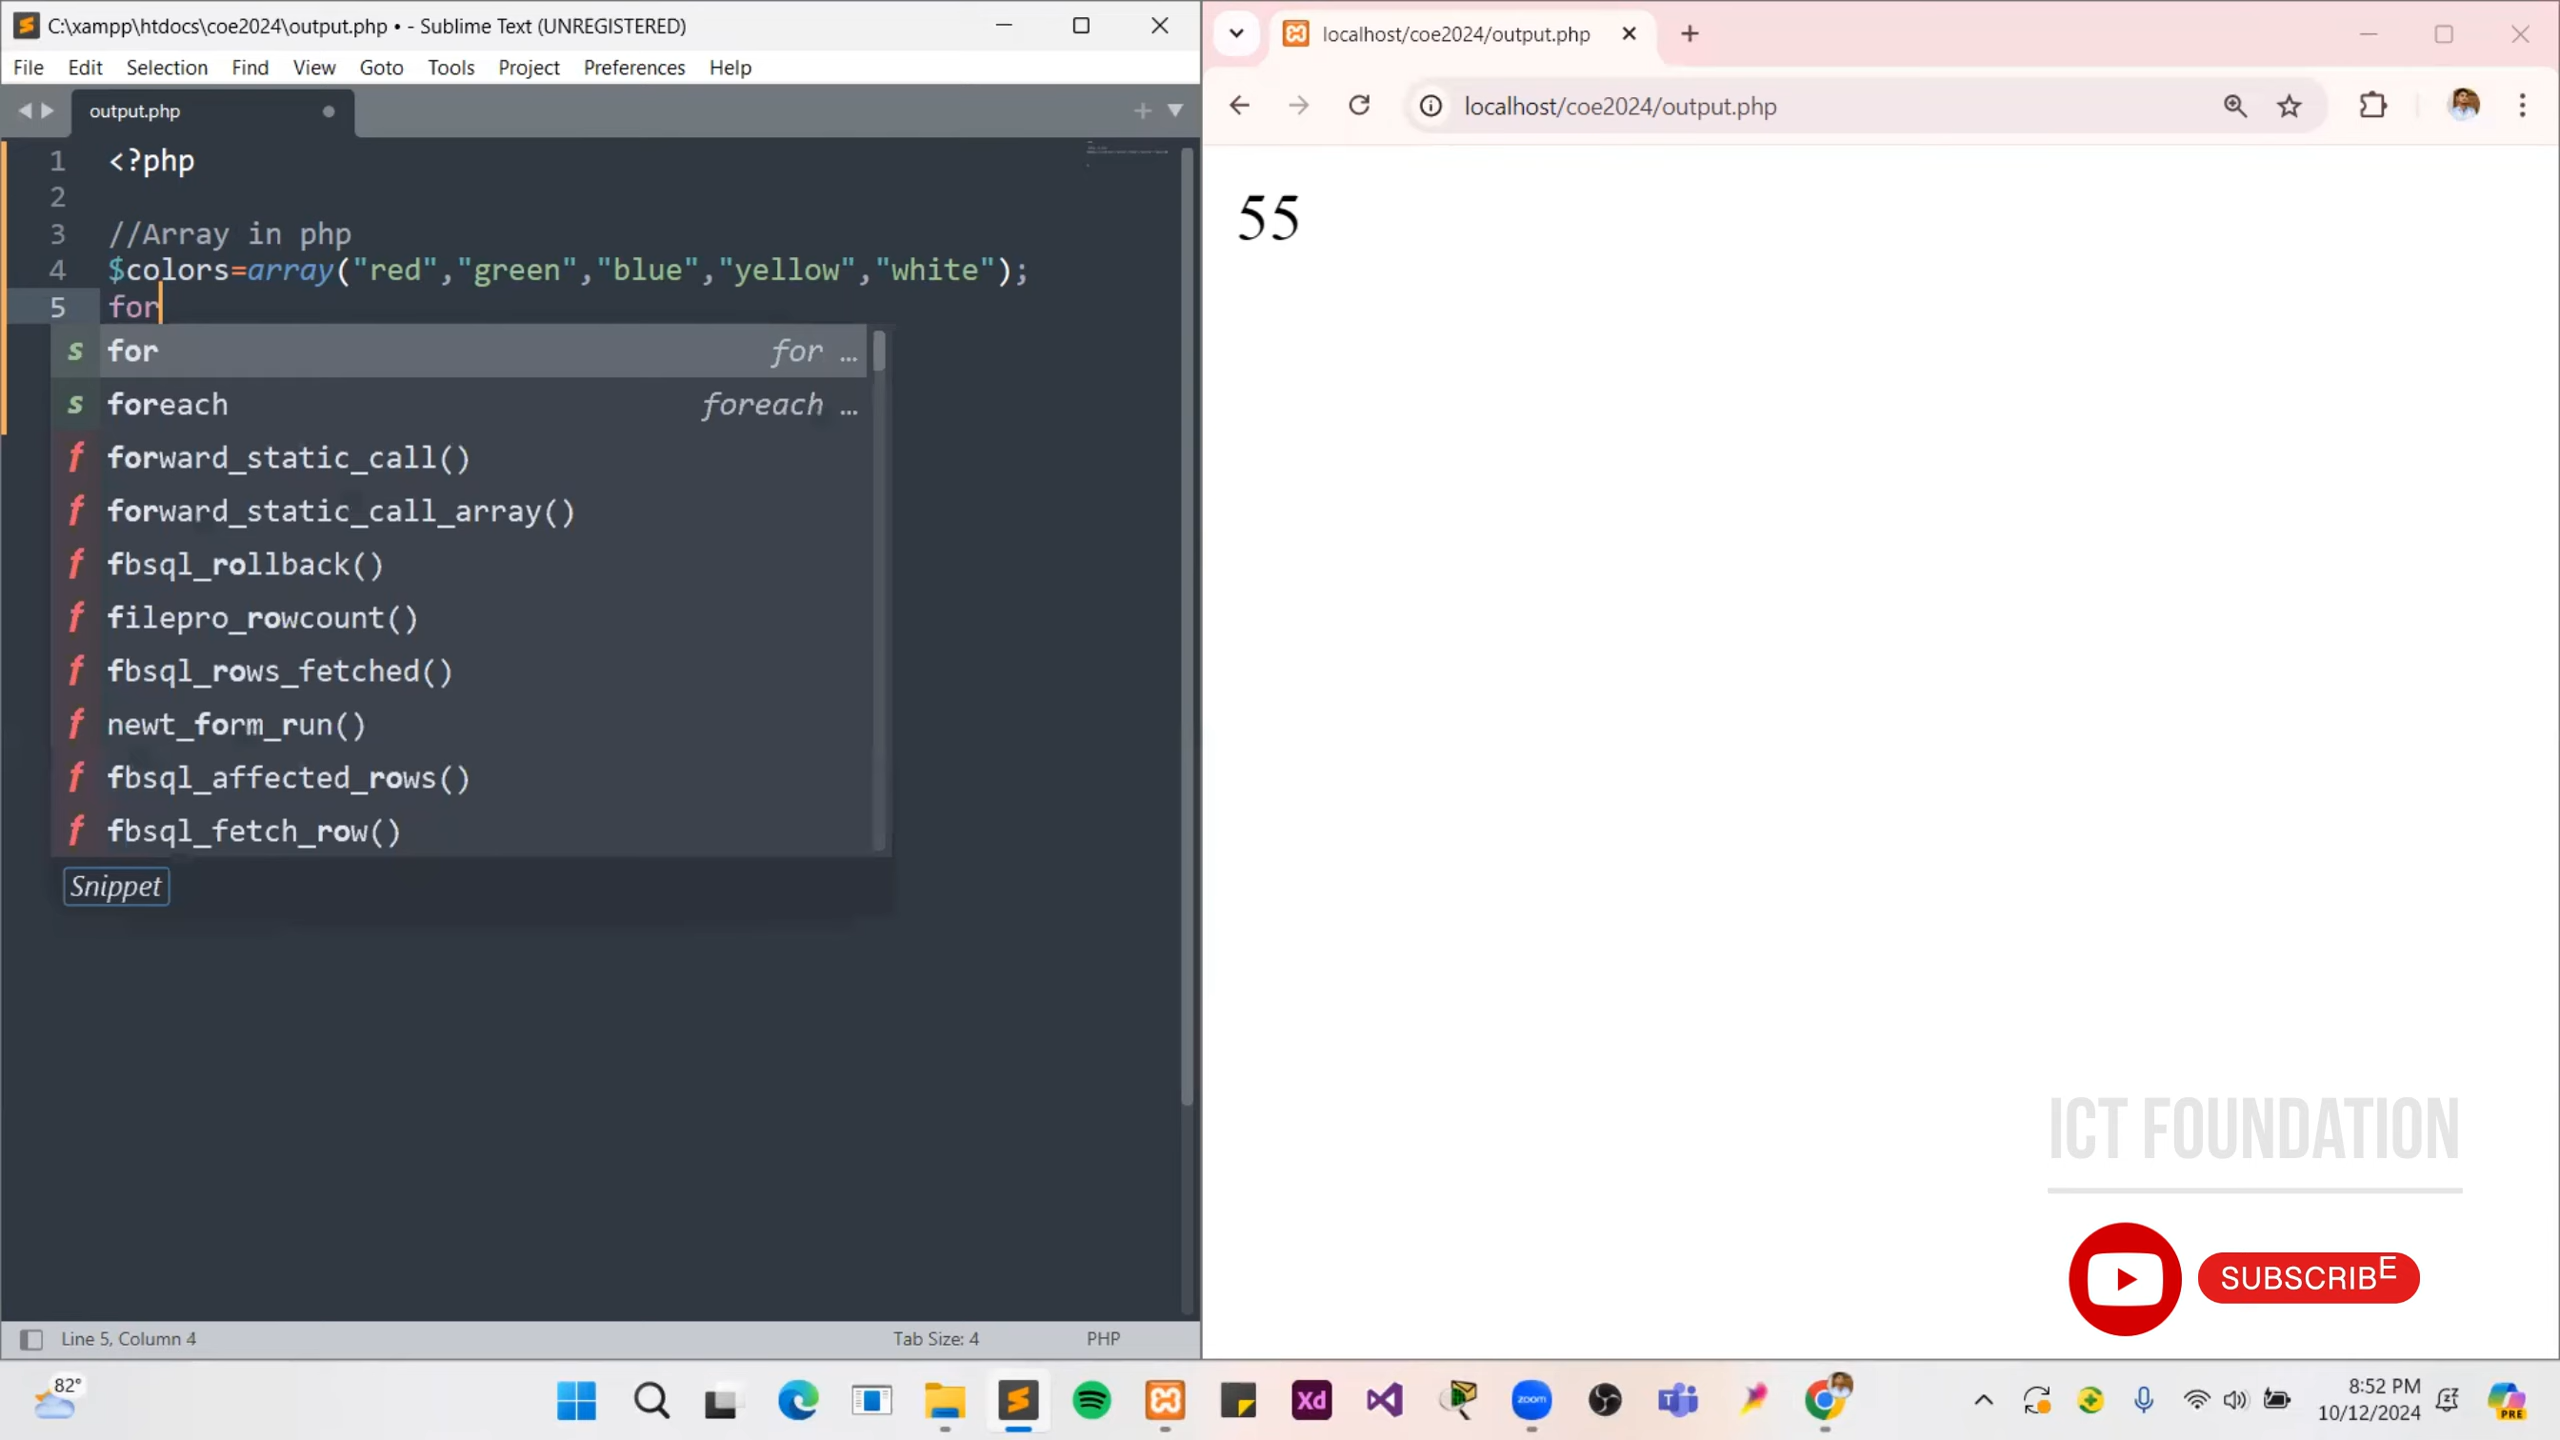 C:\xampp\htdocs\coe2024\output.php • - Sublime Text (UNREGISTERED)
File Edit Selection Find View Goto Tools Project Preferences Help
output.php
1 <?php
2
3 //Array in php
4 $colors=array("red","green","blue","yellow","white");
5 for
s for for …
s foreach foreach …
f forward_static_call()
f forward_static_call_array()
f fbsql_rollback()
f filepro_rowcount()
f fbsql_rows_fetched()
f newt_form_run()
f fbsql_affected_rows()
f fbsql_fetch_row()
Snippet
Line 5, Column 4 Tab Size: 4 PHP
localhost/coe2024/output.php
localhost/coe2024/output.php
55
ICT FOUNDATION
SUBSCRIBE
82°
Xd
zoom
8:52 PM
10/12/2024
PRE